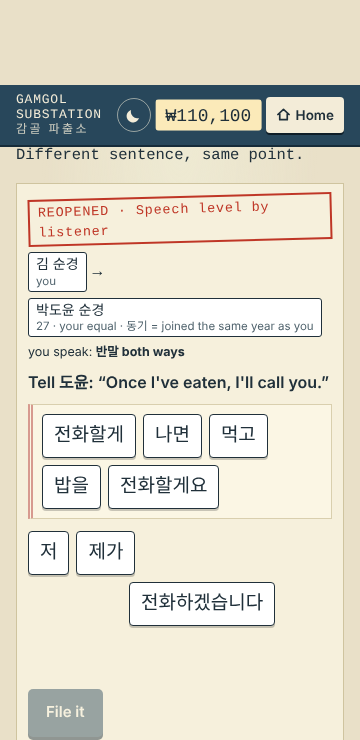 GAMGOL
SUBSTATION
감골 파출소
₩110,100
Home
Different sentence, same point.
REOPENED · Speech level by
listener
김 순경
you
→
박도윤 순경
27 · your equal · 동기 = joined the same year as you
you speak: 반말 both ways
Tell 도윤: “Once I've eaten, I'll call you.”
전화할게 나면 먹고
밥을 전화할게요
저 제가
전화하겠습니다
File it